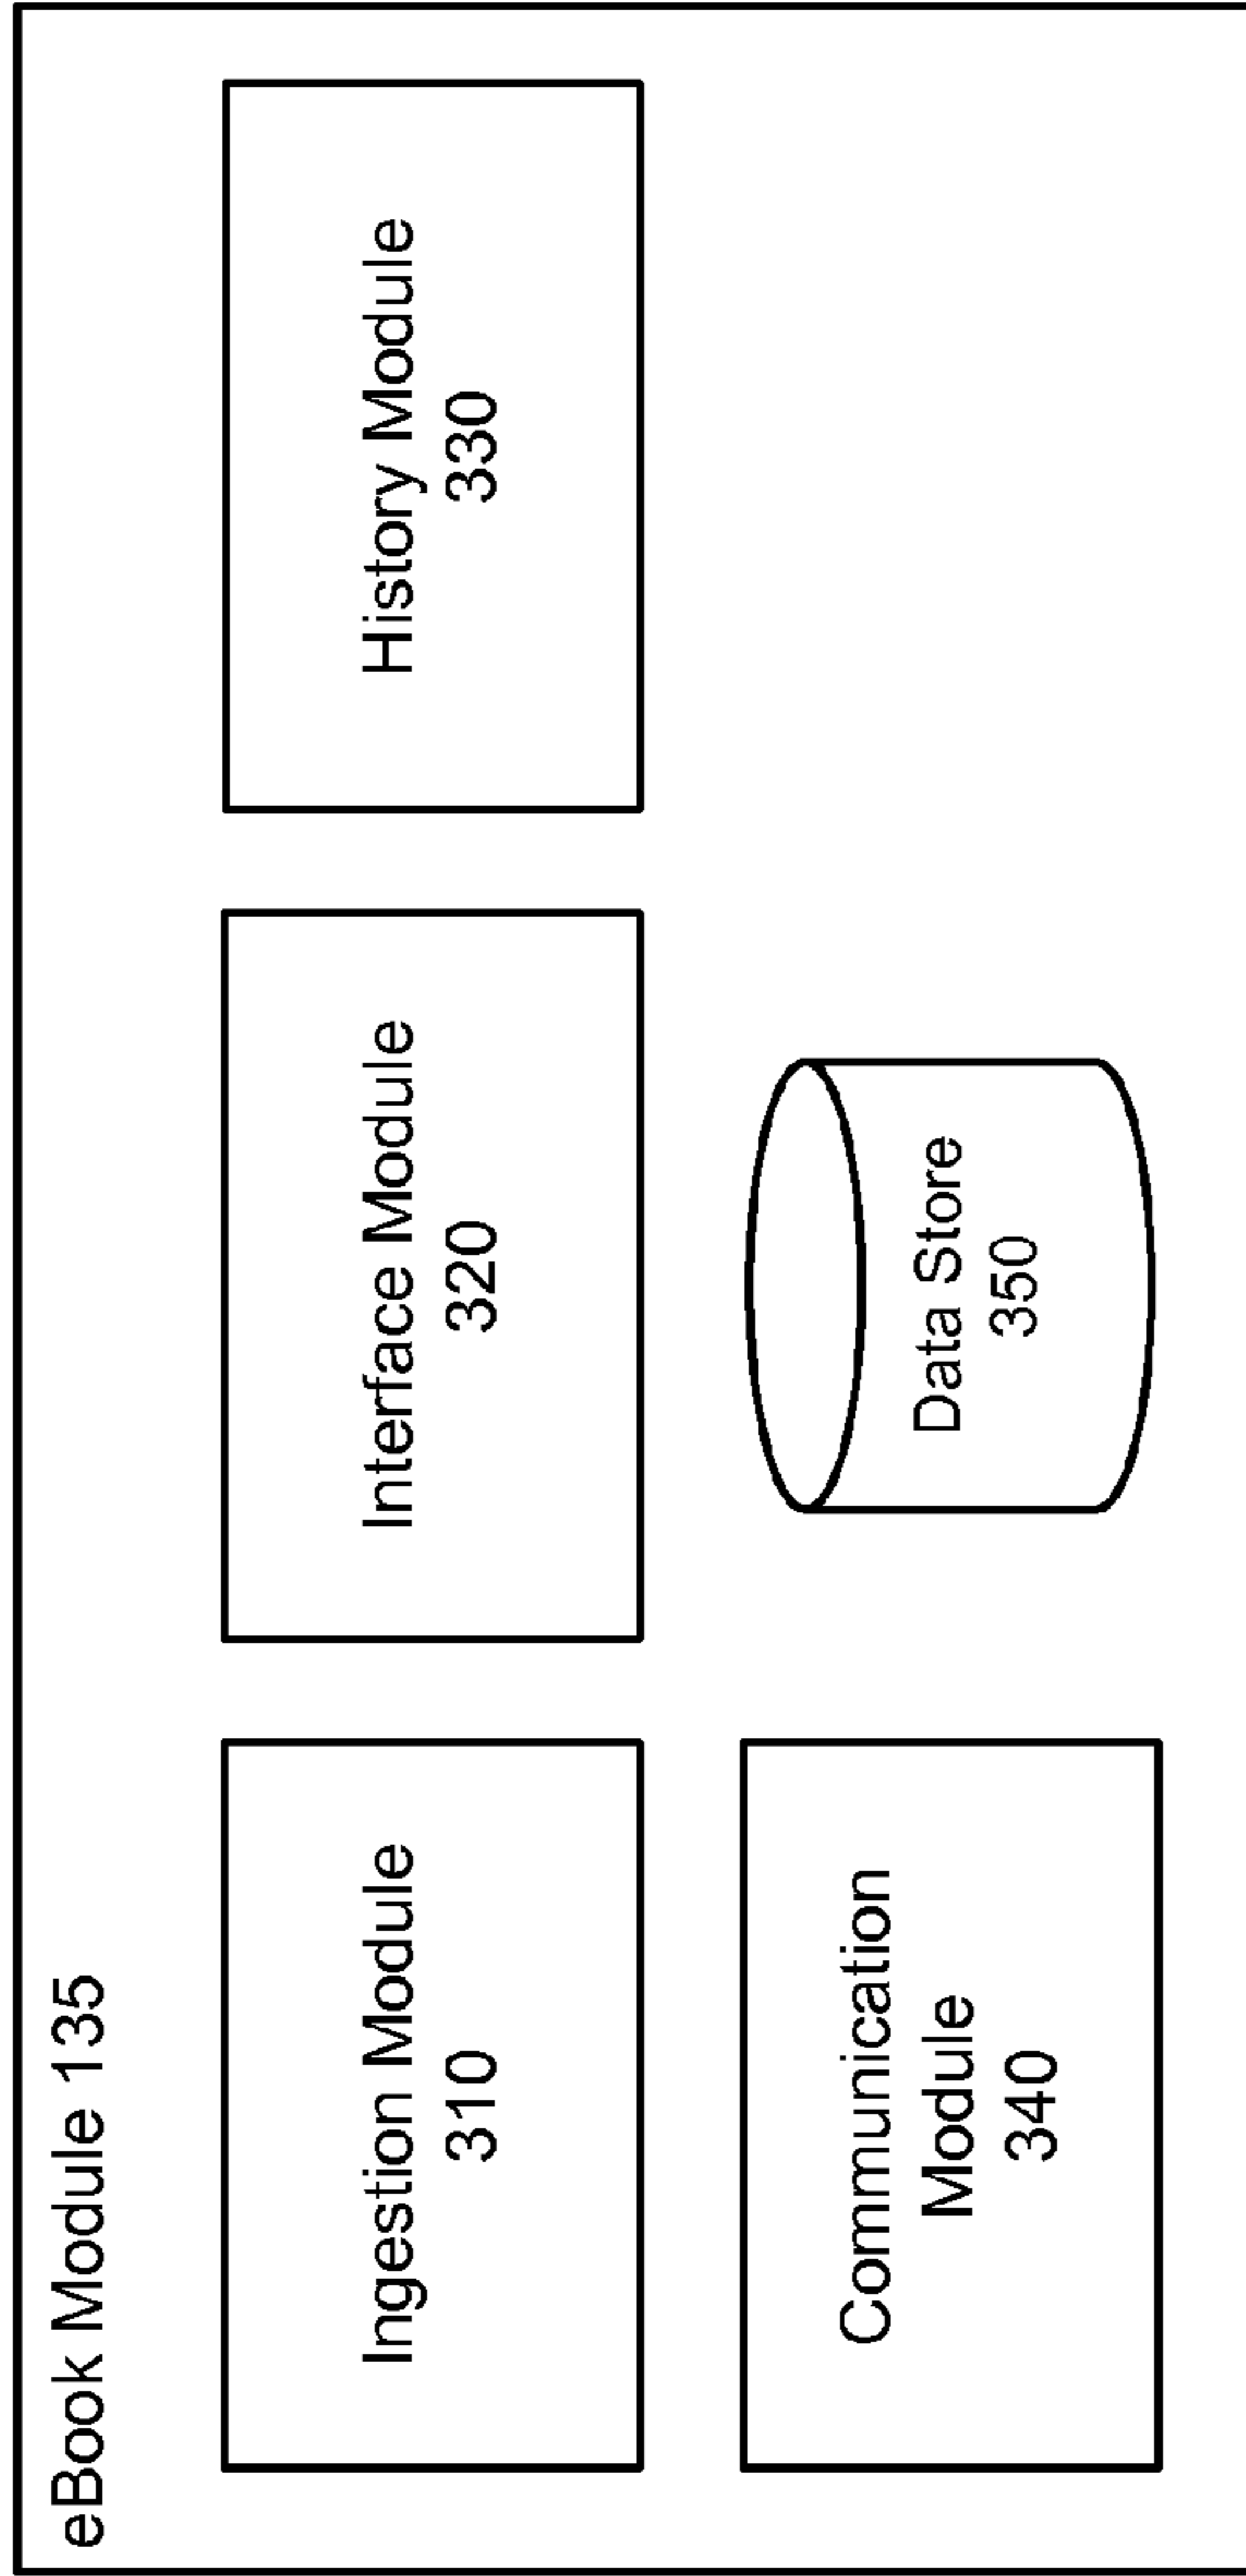 eBook Module 135
Ingestion Module
310
Interface Module
320
History Module
330
Communication
Module
340
Data Store
350